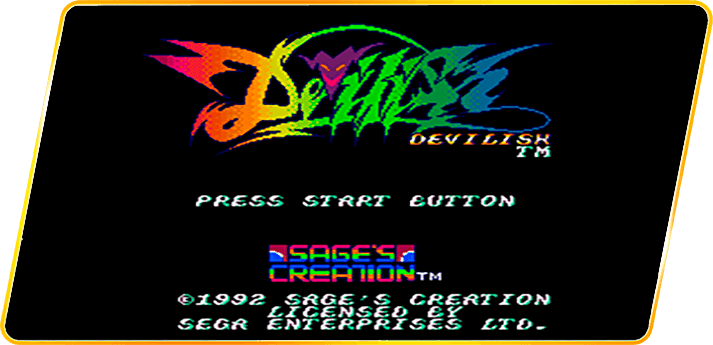 Devilish
DEVILISH
TM
PRESS START BUTTON
SAGE'S
CREATION TM
©1992 SAGE'S CREATION
LICENSED BY
SEGA ENTERPRISES LTD.